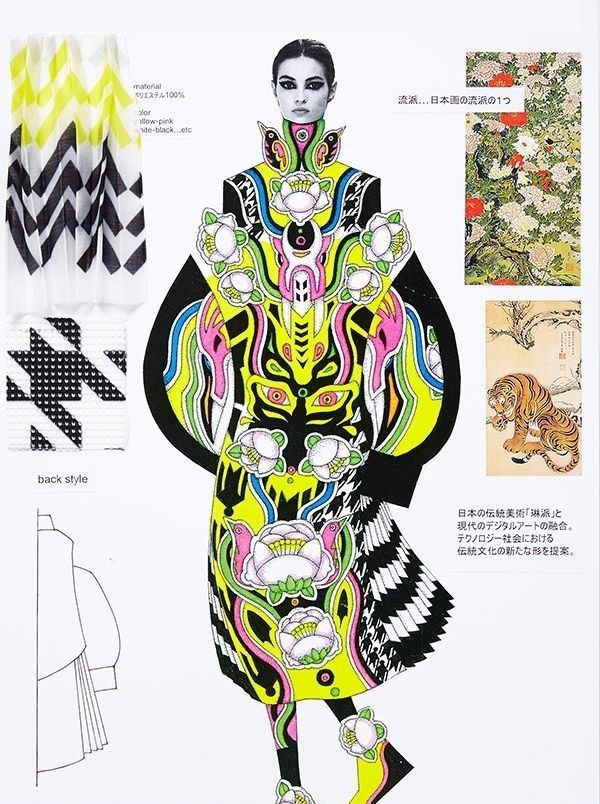 material
ポリエステル100%
color
yellow-pink
white-black...etc
流派...日本画の流派の1つ
back style
日本の伝統美術「琳派」と
現代のデジタルアートの融合。
テクノロジー社会における
伝統文化の新たな形を提案。